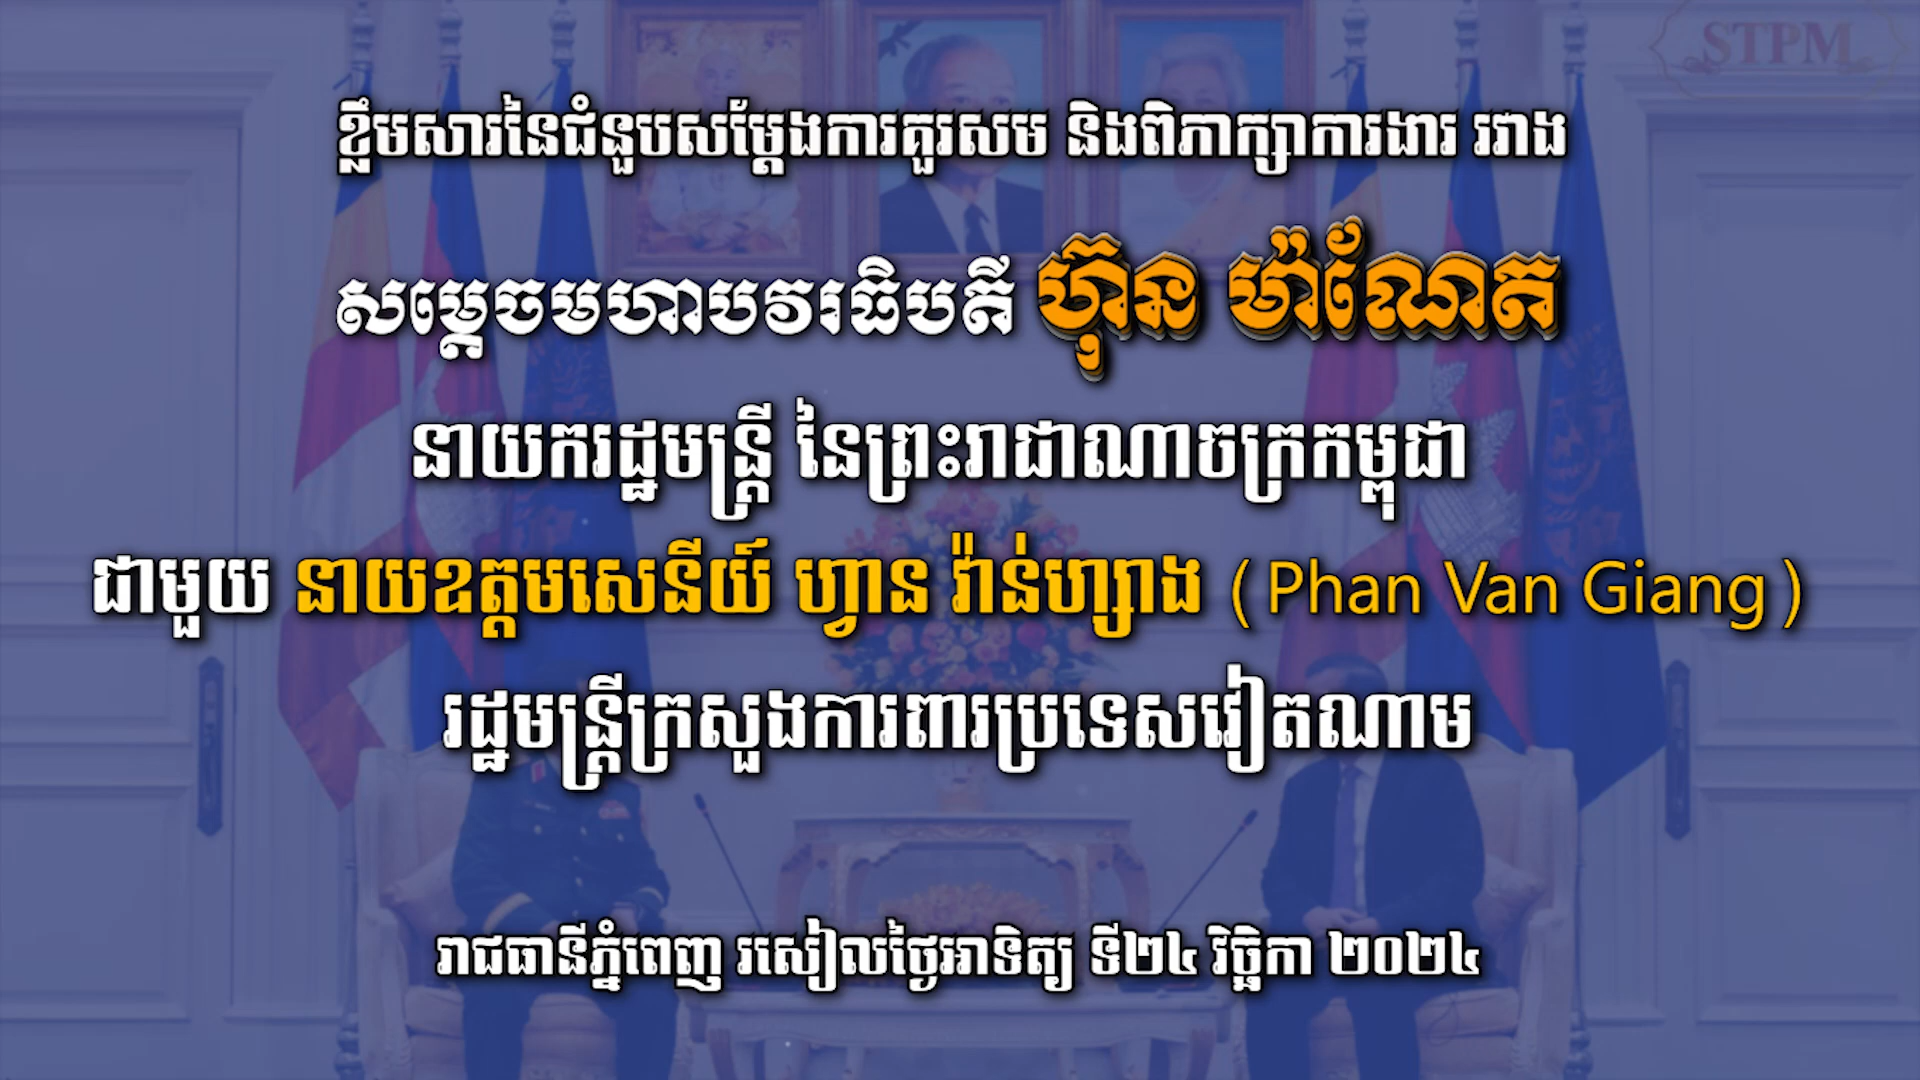 STPM
ខ្លឹមសារនៃជំនួបសម្តែងការគួរសម និងពិភាក្សាការងារ រវាង
សម្តេចមហាបវរធិបតី ហ៊ុន ម៉ាណែត
នាយករដ្ឋមន្ត្រី នៃព្រះរាជាណាចក្រកម្ពុជា
ជាមួយ នាយឧត្តមសេនីយ៍ ហ្វាន វ៉ាន់ហ្សាង ( Phan Van Giang )
រដ្ឋមន្ត្រីក្រសួងការពារប្រទេសវៀតណាម
រាជធានីភ្នំពេញ រសៀលថ្ងៃអាទិត្យ ទី២៤ វិច្ឆិកា ២០២៤